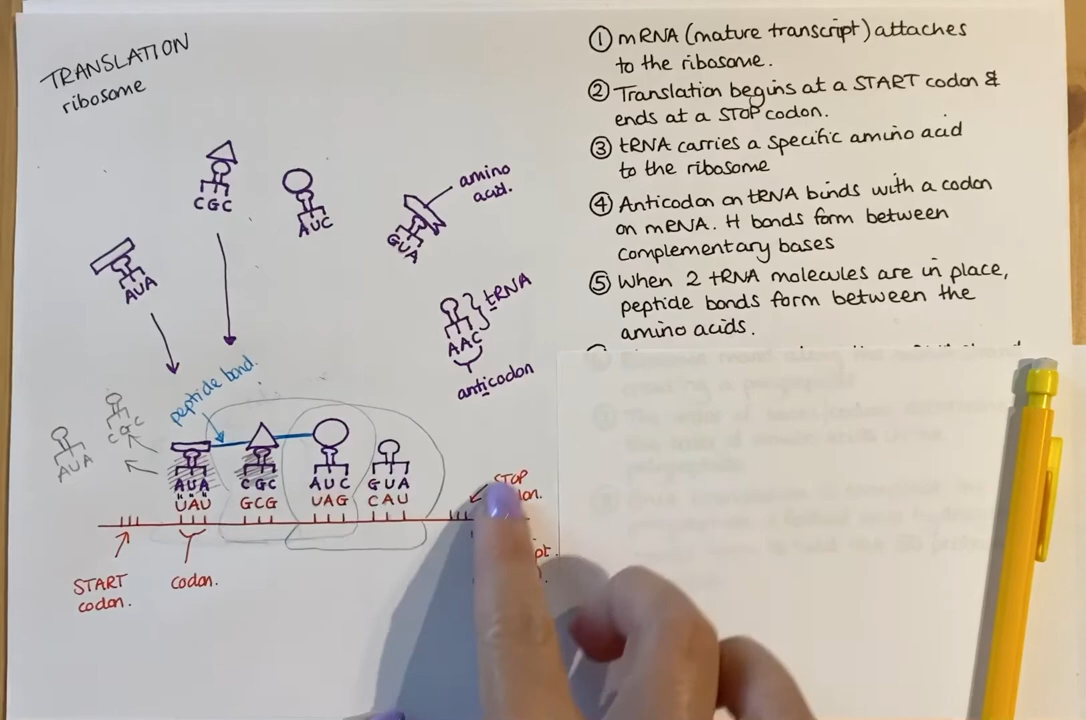 TRANSLATION
ribosome
CGC
AUC
amino
acid.
GUA
AUA
tRNA
AAC
anticodon
peptide bond.
CGC
AUA
AUA
CGC
AUC
GUA
UAU
GCG
UAG
CAU
STOP
START
codon.
codon.
① mRNA (mature transcript) attaches
to the ribosome.
② Translation begins at a START codon &
ends at a STOP codon.
③ tRNA carries a specific amino acid
to the ribosome
④ Anticodon on tRNA binds with a codon
on mRNA. H bonds form between
complementary bases
⑤ When 2 tRNA molecules are in place,
peptide bonds form between the
amino acids.